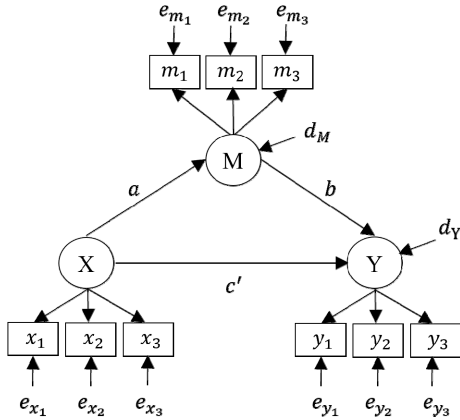 e_{m_1} e_{m_2} e_{m_3}
m_1 m_2 m_3
d_M
M
a b
d_Y
X Y
c′
x_1 x_2 x_3 y_1 y_2 y_3
e_{x_1} e_{x_2} e_{x_3} e_{y_1} e_{y_2} e_{y_3}